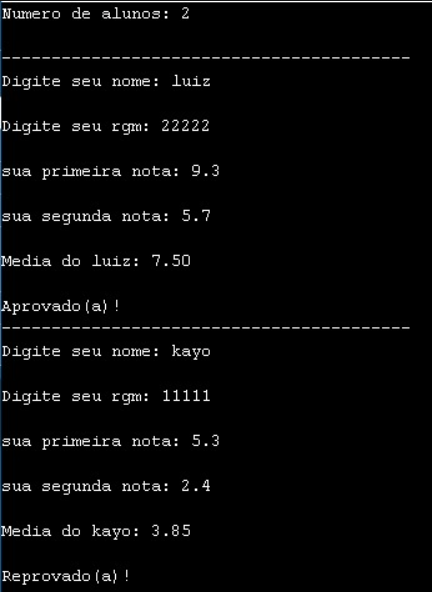 Numero de alunos: 2
-----------------------------------------
Digite seu nome: luiz
Digite seu rgm: 22222
sua primeira nota: 9.3
sua segunda nota: 5.7
Media do luiz: 7.50
Aprovado(a)!
-----------------------------------------
Digite seu nome: kayo
Digite seu rgm: 11111
sua primeira nota: 5.3
sua segunda nota: 2.4
Media do kayo: 3.85
Reprovado(a)!